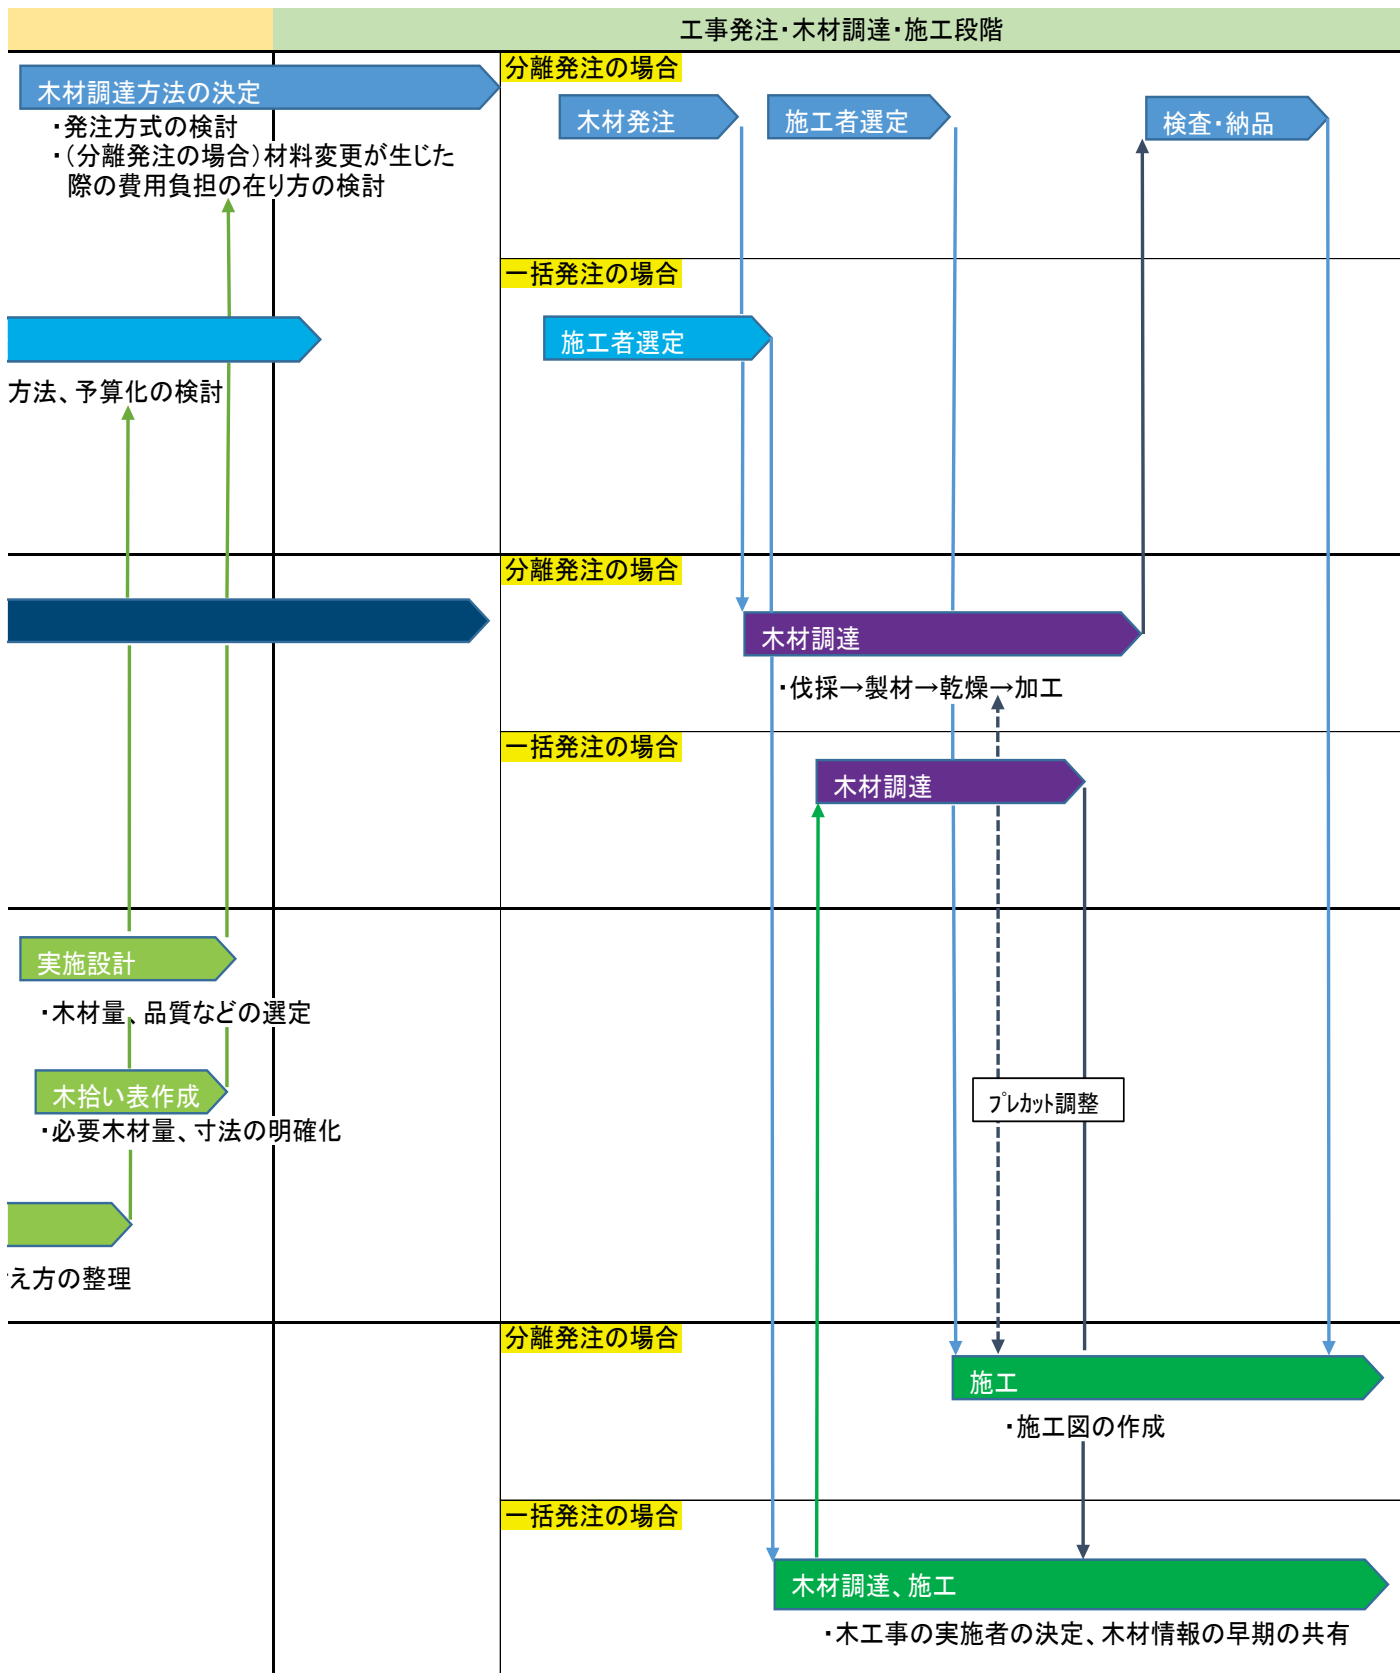 工事発注・木材調達・施工段階
木材調達方法の決定
・発注方式の検討
・(分離発注の場合)材料変更が生じた
際の費用負担の在り方の検討
分離発注の場合
木材発注
施工者選定
検査・納品
一括発注の場合
施工者選定
方法、予算化の検討
分離発注の場合
木材調達
・伐採→製材→乾燥→加工
一括発注の場合
木材調達
実施設計
・木材量、品質などの選定
木拾い表作成
・必要木材量、寸法の明確化
プレカット調整
え方の整理
分離発注の場合
施工
・施工図の作成
一括発注の場合
木材調達、施工
・木工事の実施者の決定、木材情報の早期の共有